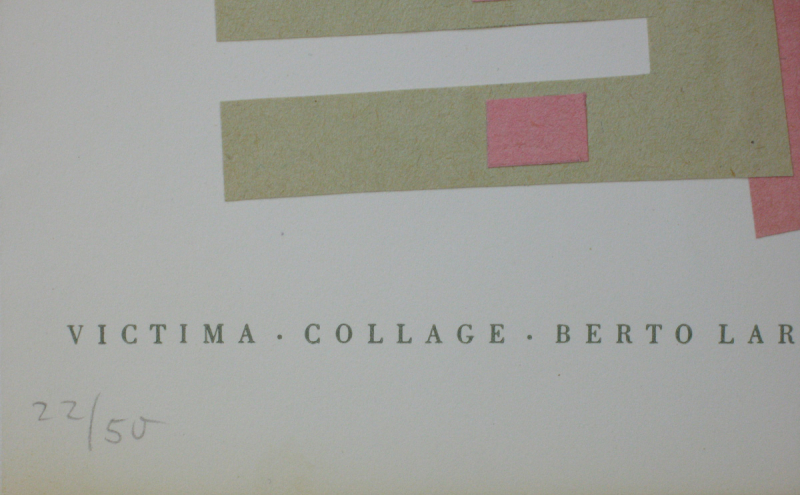 VICTIMA · COLLAGE · BERTO LAR
22/50